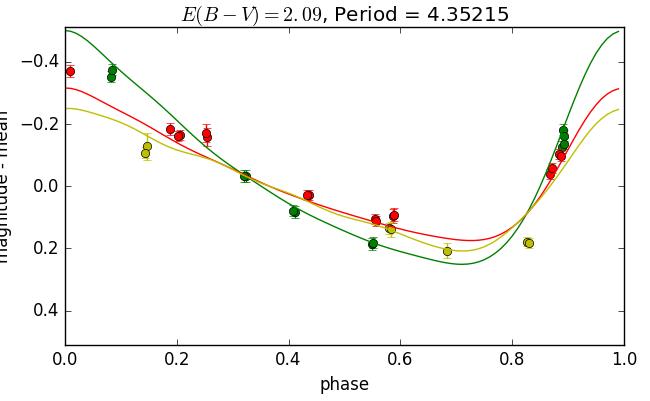 E(B − V) = 2.09, Period = 4.35215
−0.4
−0.2
0.0
0.2
0.4
magnitude - mean
0.0 0.2 0.4 0.6 0.8 1.0
phase